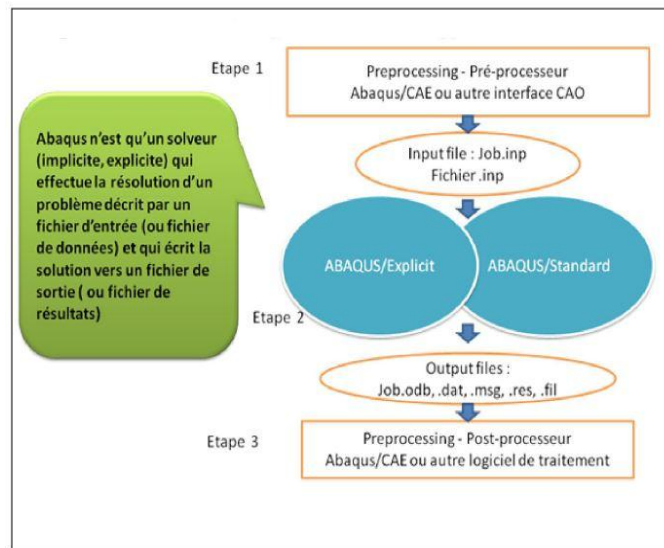 Etape 1
Preprocessing - Pré-processeur
Abaqus/CAE ou autre interface CAO
Abaqus n'est qu'un solveur
(implicite, explicite) qui
effectue la résolution d'un
problème décrit par un
fichier d'entrée (ou fichier
de données) et qui écrit la
solution vers un fichier de
sortie ( ou fichier de
résultats)
Input file : Job.inp
Fichier .inp
ABAQUS/Explicit
ABAQUS/Standard
Etape 2
Output files :
Job.odb, .dat, .msg, .res, .fil
Etape 3
Preprocessing - Post-processeur
Abaqus/CAE ou autre logiciel de traitement